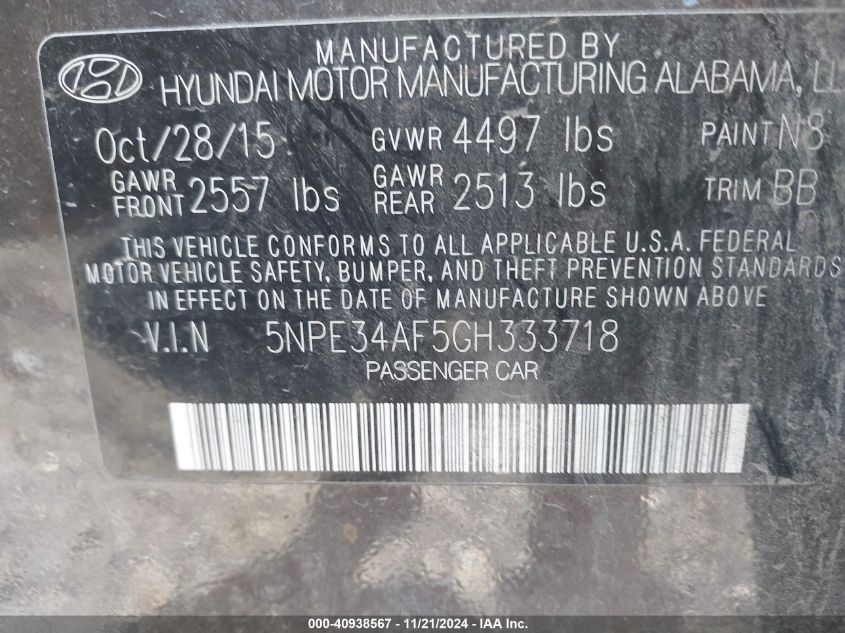 MANUFACTURED BY
HYUNDAI MOTOR MANUFACTURING ALABAMA, LL
Oct/28/15 GVWR 4497 lbs PAINT N8
GAWR FRONT 2557 lbs GAWR REAR 2513 lbs TRIM BB
THIS VEHICLE CONFORMS TO ALL APPLICABLE U.S.A. FEDERAL
MOTOR VEHICLE SAFETY, BUMPER, AND THEFT PREVENTION STANDARDS
IN EFFECT ON THE DATE OF MANUFACTURE SHOWN ABOVE
V.I.N 5NPE34AF5GH333718
PASSENGER CAR
000-40938567 - 11/21/2024 - © IAA Inc.